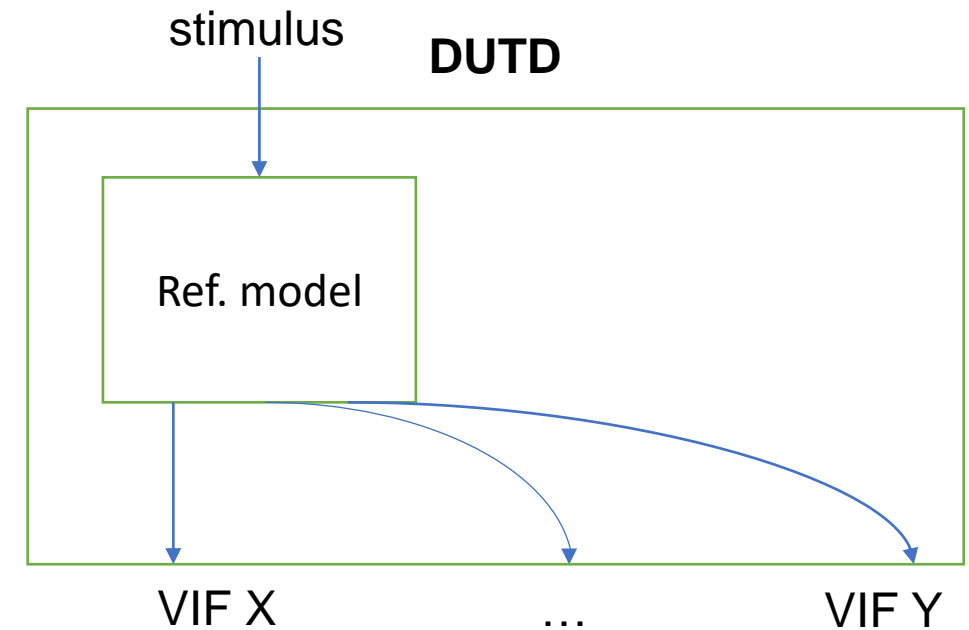 stimulus
DUTD
Ref. model
VIF X
...
VIF Y